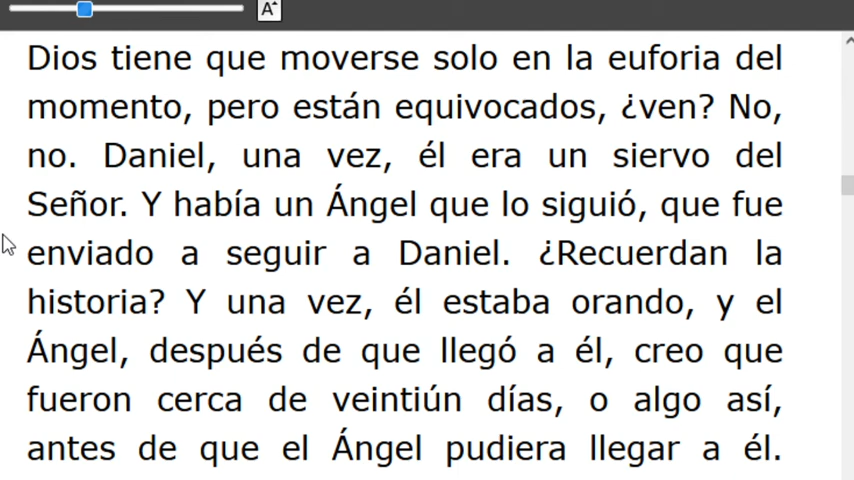 A
Dios tiene que moverse solo en la euforia del
momento, pero están equivocados, ¿ven? No,
no. Daniel, una vez, él era un siervo del
Señor. Y había un Ángel que lo siguió, que fue
enviado a seguir a Daniel. ¿Recuerdan la
historia? Y una vez, él estaba orando, y el
Ángel, después de que llegó a él, creo que
fueron cerca de veintiún días, o algo así,
antes de que el Ángel pudiera llegar a él.